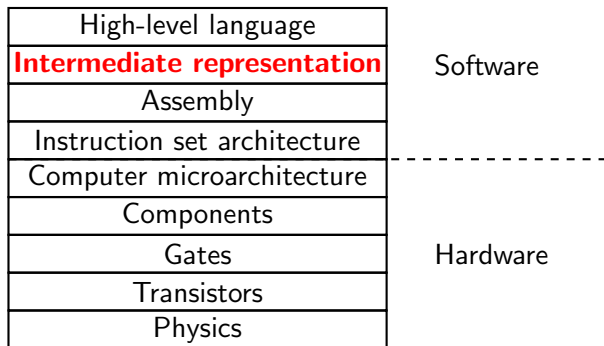 High-level language
Intermediate representation
Software
Assembly
Instruction set architecture
Computer microarchitecture
Components
Gates
Hardware
Transistors
Physics